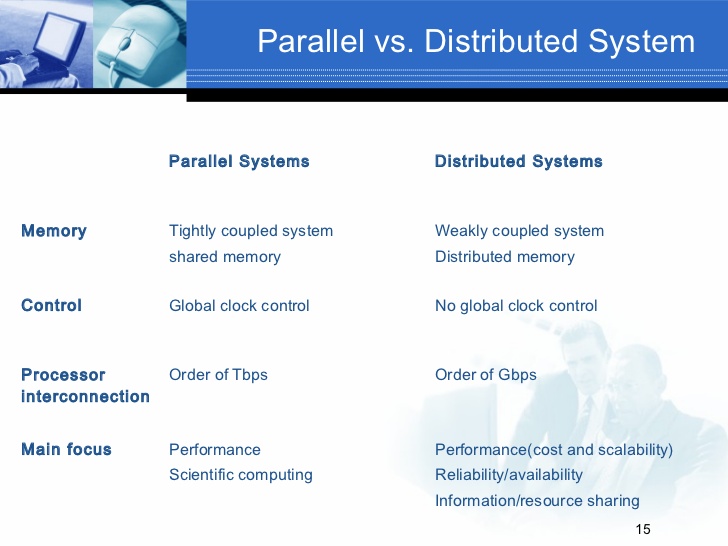 Parallel vs. Distributed System
Parallel Systems Distributed Systems
Memory Tightly coupled system Weakly coupled system
shared memory Distributed memory
Control Global clock control No global clock control
Processor Order of Tbps Order of Gbps
interconnection
Main focus Performance Performance(cost and scalability)
Scientific computing Reliability/availability
Information/resource sharing
15